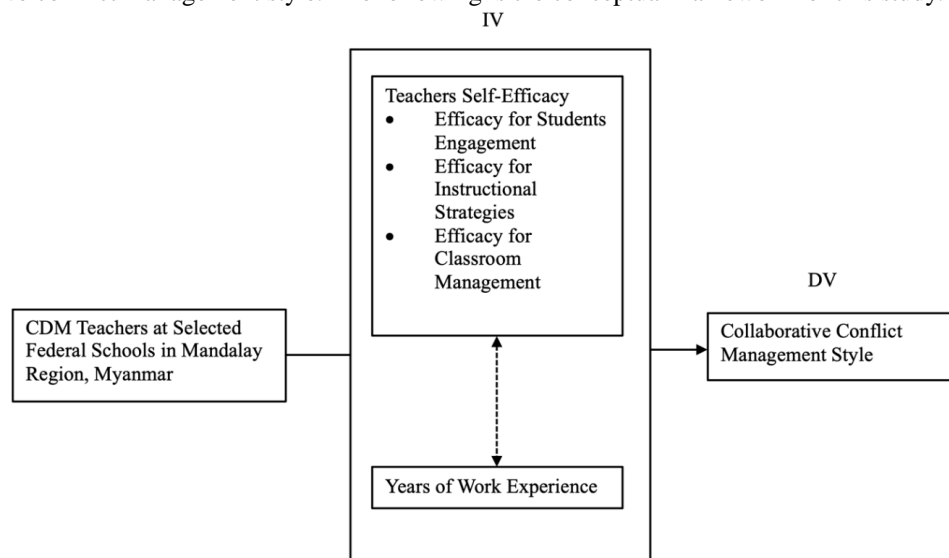 IV
Teachers Self-Efficacy
• Efficacy for Students
Engagement
• Efficacy for
Instructional
Strategies
• Efficacy for
Classroom
Management
DV
CDM Teachers at Selected
Federal Schools in Mandalay
Region, Myanmar
Collaborative Conflict
Management Style
Years of Work Experience